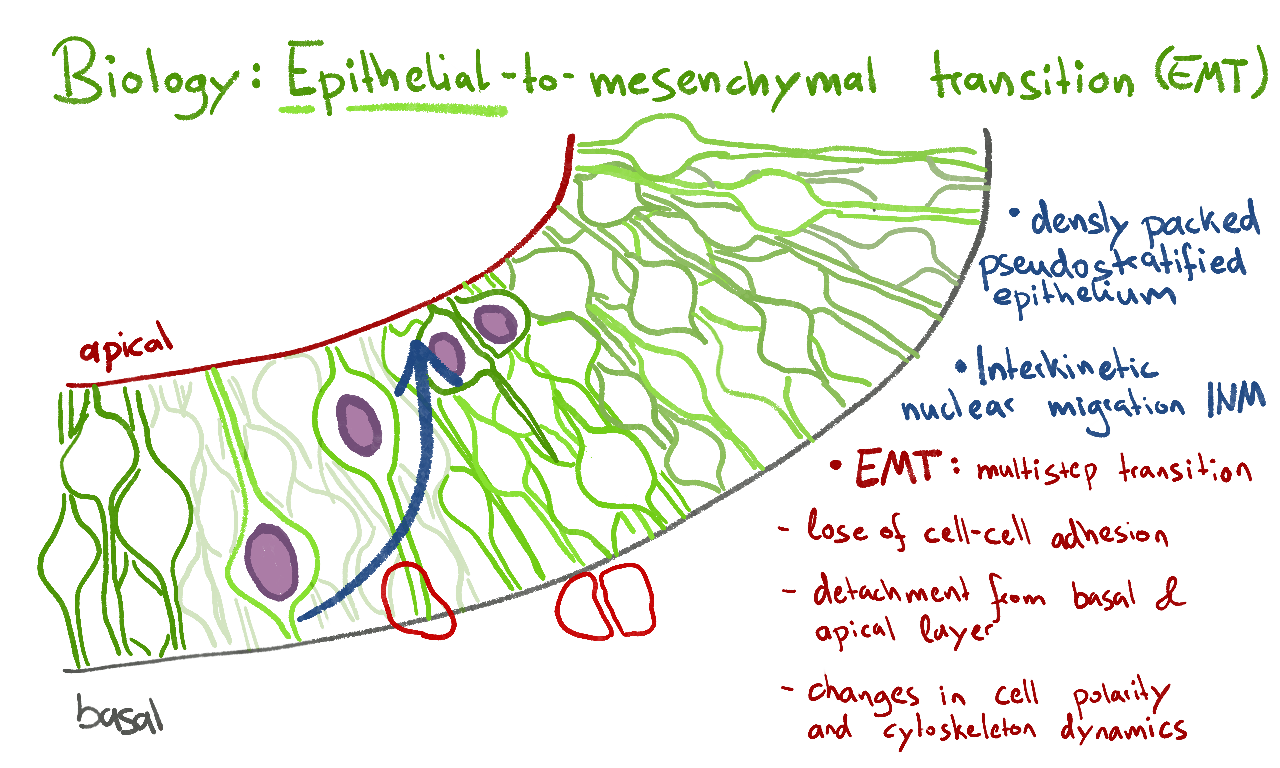 Biology: Epithelial-to-mesenchymal transition (EMT)
• densly packed
pseudostratified
epithelium
apical
• Interkinetic
nuclear migration INM
• EMT: multistep transition
- lose of cell-cell adhesion
- detachment from basal &
apical layer
- changes in cell polarity
and cyloskeleton dynamics
basal